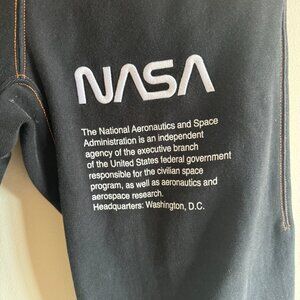 NASA
The National Aeronautics and Space
Administration is an independent
agency of the executive branch
of the United States federal government
responsible for the civilian space
program, as well as aeronautics and
aerospace research.
Headquarters: Washington, D.C.